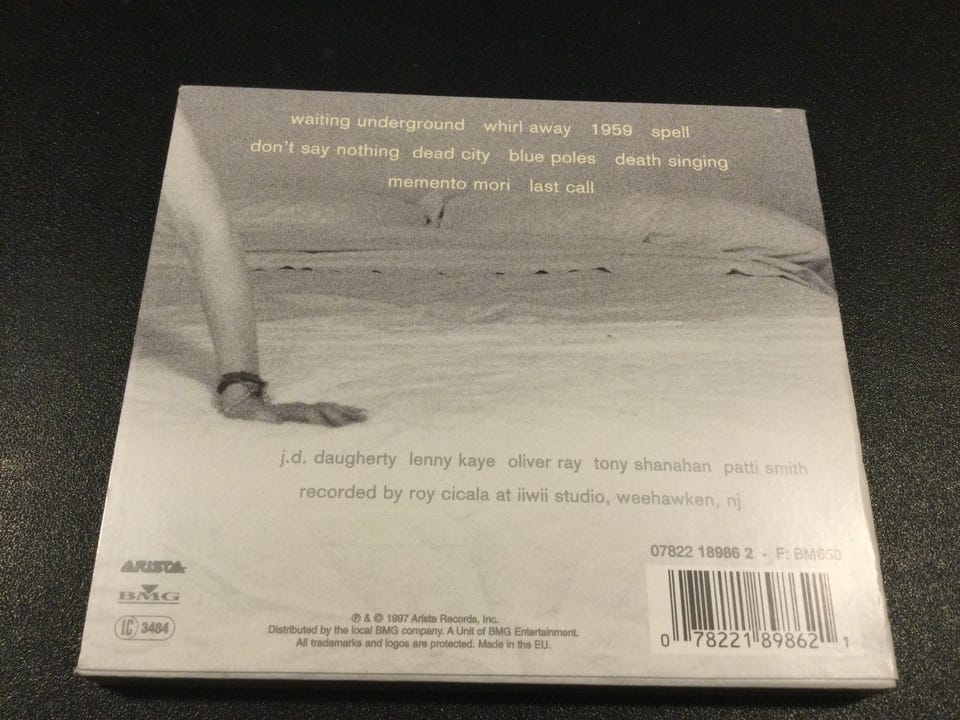 waiting underground whirl away 1959 spell
don't say nothing dead city blue poles death singing
memento mori last call
j.d. daugherty lenny kaye oliver ray tony shanahan patti smith
recorded by roy cicala at iiwii studio, weehawken, nj
07822 18986 2 • F: BM650
ARISTA
BMG
LC 3484
℗ & © 1997 Arista Records, Inc.
Distributed by the local BMG company. A Unit of BMG Entertainment.
All trademarks and logos are protected. Made in the EU.
0 78221 89862 1